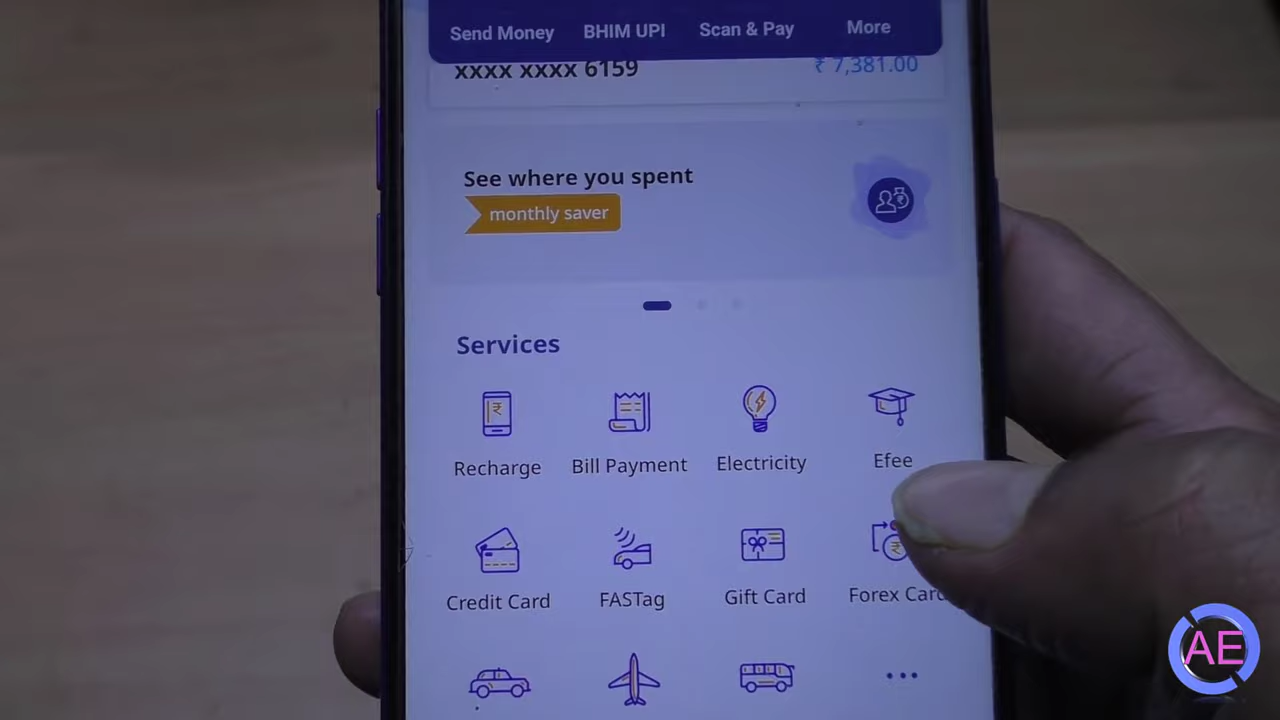 Send Money BHIM UPI Scan & Pay More
xxxx xxxx 6159 ₹ 7,381.00
See where you spent
monthly saver
Services
Recharge Bill Payment Electricity Efee
Credit Card FASTag Gift Card Forex Card
AE